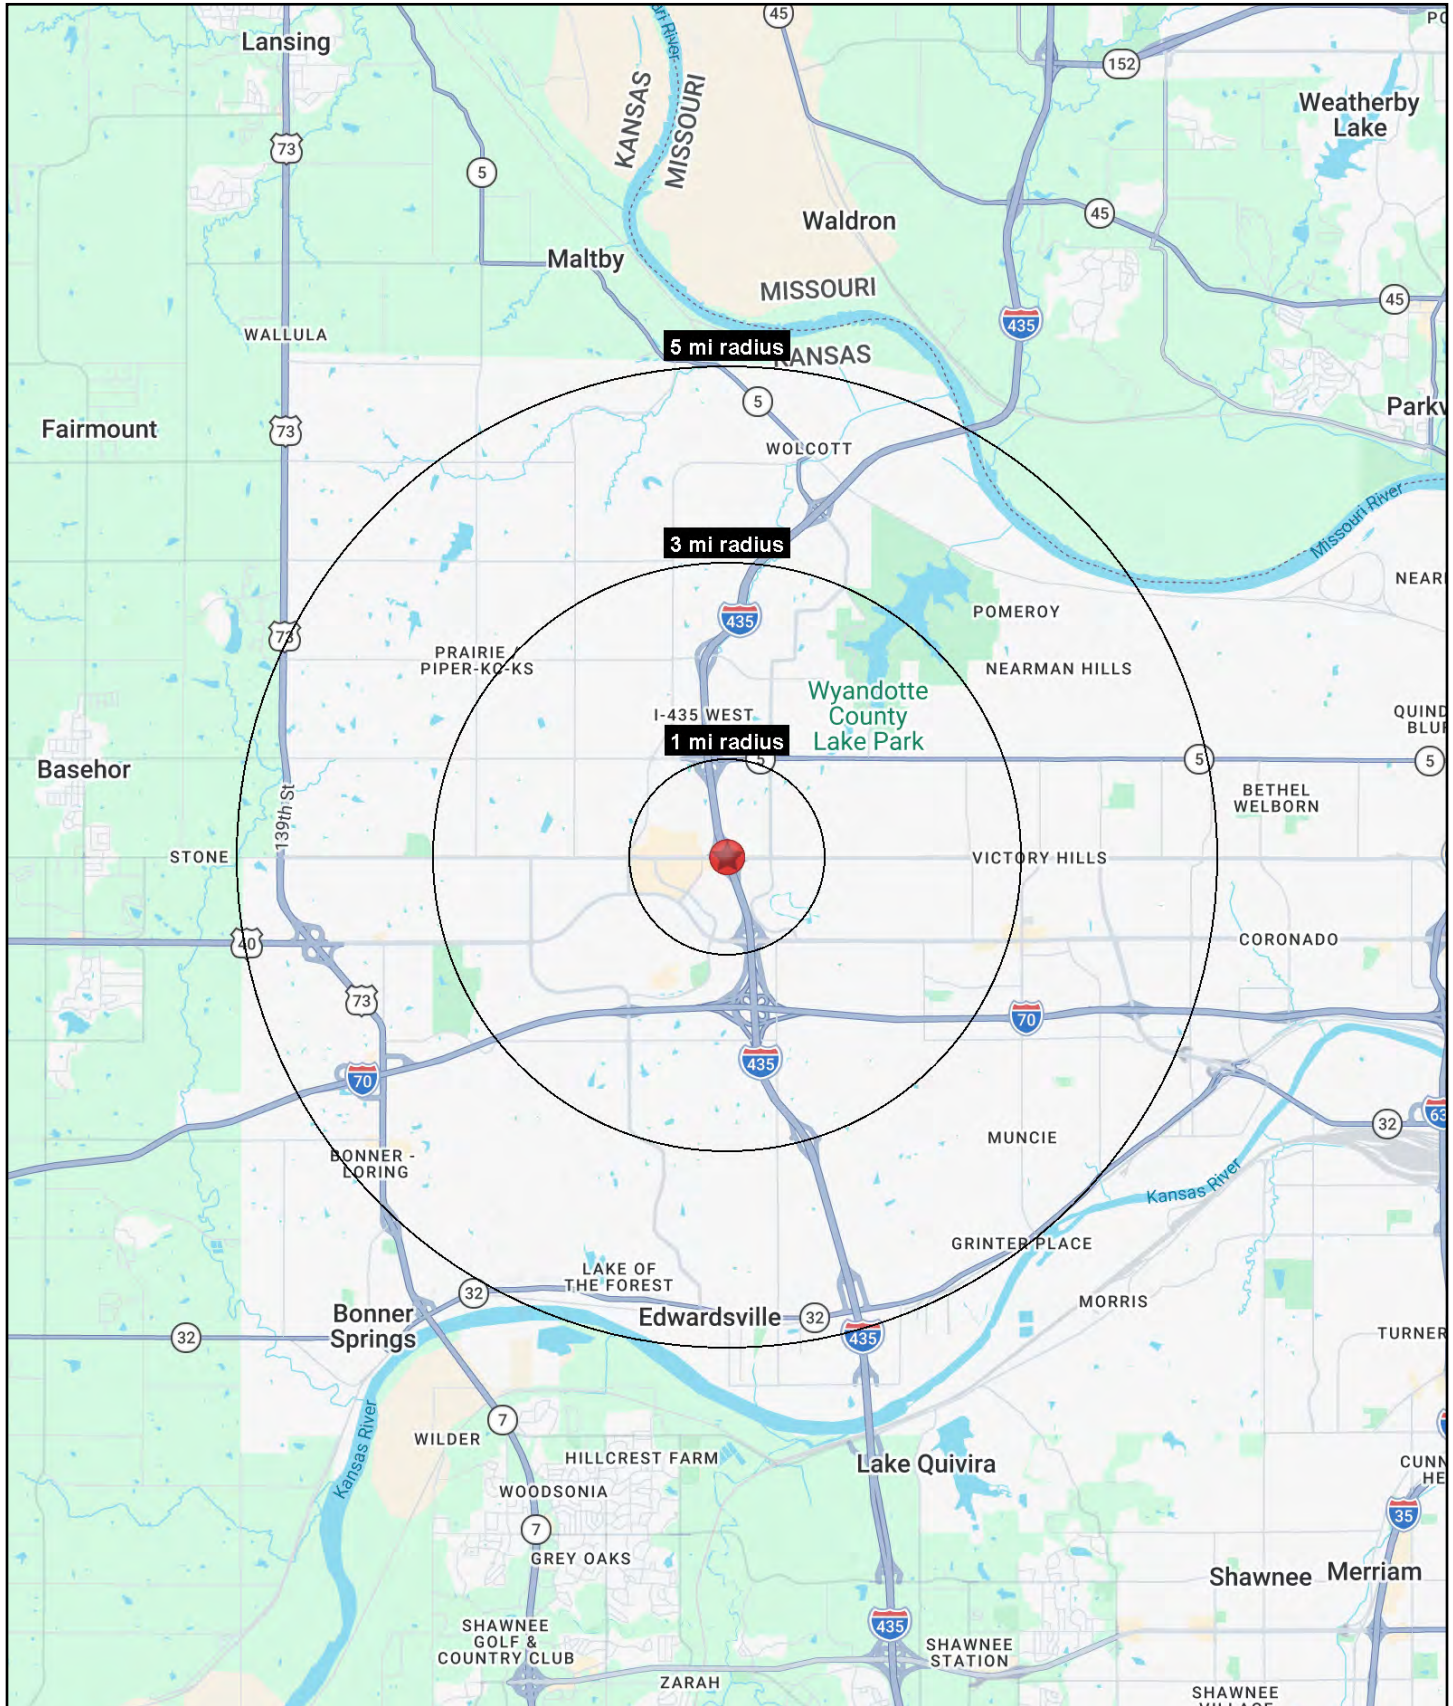 45
Lansing
152
Missouri River
KANSAS
MISSOURI
Weatherby
Lake
73
5
45
Waldron
Maltby
MISSOURI
45
435
WALLULA
5 mi radius
KANSAS
5
Fairmount
73
WOLCOTT
3 mi radius
Missouri River
POMEROY
435
73
PRAIRIE /
PIPER-KC-KS
NEARMAN HILLS
Wyandotte
County
Lake Park
I-435 WEST
1 mi radius
5
5
5
Basehor
139th St
BETHEL
WELBORN
STONE
VICTORY HILLS
40
CORONADO
73
70
435
70
32
MUNCIE
BONNER -
LORING
Kansas River
GRINTER PLACE
LAKE OF
THE FOREST
32
MORRIS
Bonner
Springs
Edwardsville
32
32
435
TURNER
7
Kansas River
WILDER
HILLCREST FARM
Lake Quivira
WOODSONIA
35
7
GREY OAKS
Shawnee
Merriam
435
SHAWNEE
GOLF &
COUNTRY CLUB
SHAWNEE
STATION
ZARAH
SHAWNEE